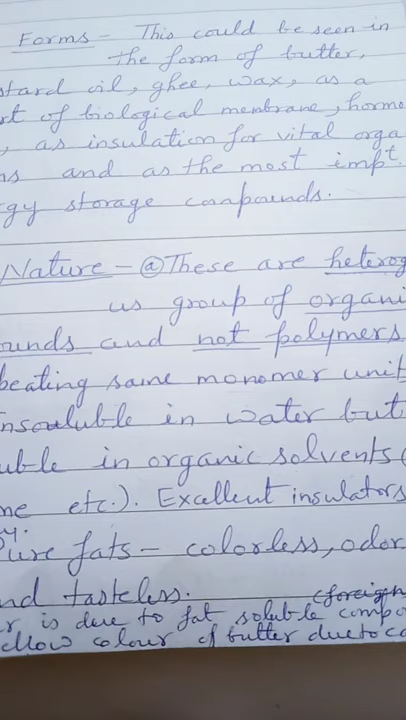 Forms - This could be seen in
the form of butter,
stard oil, ghee, wax, as a
rt of biological membrane, hormo
, as insulation for vital orga
ns and as the most impt.
gy storage compounds.
Nature - @ These are heterog
us group of organi
ounds and not polymers
beating same monomer unit
insoluble in water but
uble in organic solvents (
ne etc.). Excellent insulators
Pure fats - colorless, odor
nd tasteless. (foreign
r is due to fat soluble compo
ellow colour of butter due to ca